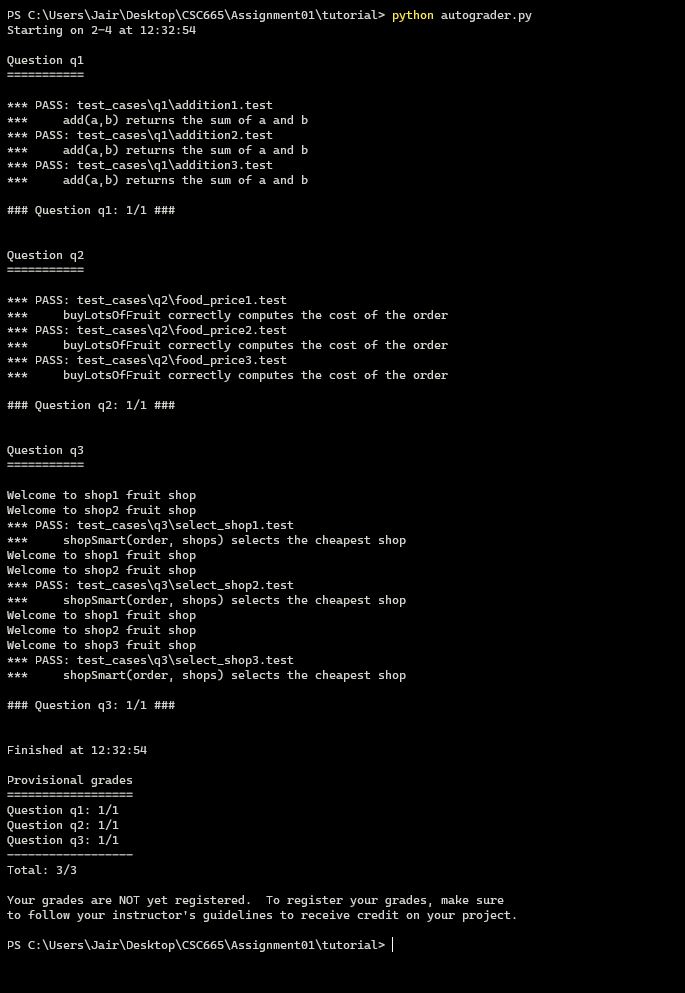 PS C:\Users\Jair\Desktop\CSC665\Assignment01\tutorial> python autograder.py
Starting on 2-4 at 12:32:54
Question q1
===========
*** PASS: test_cases\q1\addition1.test
***     add(a,b) returns the sum of a and b
*** PASS: test_cases\q1\addition2.test
***     add(a,b) returns the sum of a and b
*** PASS: test_cases\q1\addition3.test
***     add(a,b) returns the sum of a and b
### Question q1: 1/1 ###
Question q2
===========
*** PASS: test_cases\q2\food_price1.test
***     buyLotsOfFruit correctly computes the cost of the order
*** PASS: test_cases\q2\food_price2.test
***     buyLotsOfFruit correctly computes the cost of the order
*** PASS: test_cases\q2\food_price3.test
***     buyLotsOfFruit correctly computes the cost of the order
### Question q2: 1/1 ###
Question q3
===========
Welcome to shop1 fruit shop
Welcome to shop2 fruit shop
*** PASS: test_cases\q3\select_shop1.test
***     shopSmart(order, shops) selects the cheapest shop
Welcome to shop1 fruit shop
Welcome to shop2 fruit shop
*** PASS: test_cases\q3\select_shop2.test
***     shopSmart(order, shops) selects the cheapest shop
Welcome to shop1 fruit shop
Welcome to shop2 fruit shop
Welcome to shop3 fruit shop
*** PASS: test_cases\q3\select_shop3.test
***     shopSmart(order, shops) selects the cheapest shop
### Question q3: 1/1 ###
Finished at 12:32:54
Provisional grades
==================
Question q1: 1/1
Question q2: 1/1
Question q3: 1/1
------------------
Total: 3/3
Your grades are NOT yet registered.  To register your grades, make sure
to follow your instructor's guidelines to receive credit on your project.
PS C:\Users\Jair\Desktop\CSC665\Assignment01\tutorial>